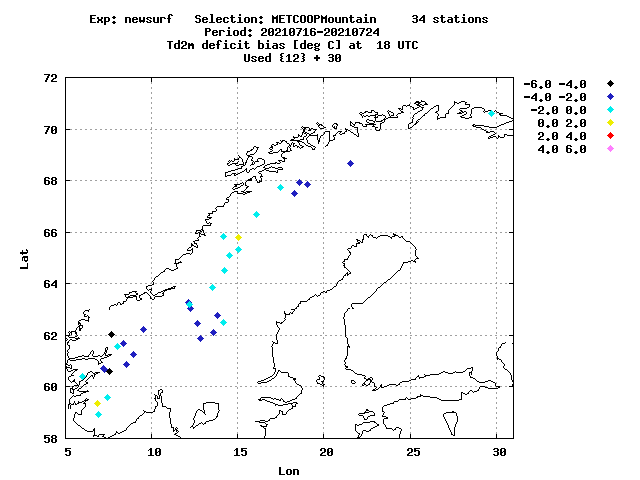 Exp: newsurf   Selection: METCOOPMountain     34 stations
Period: 20210716-20210724
Td2m deficit bias [deg C] at  18 UTC
Used {12} + 30
-6.0 -4.0
-4.0 -2.0
-2.0 0.0
0.0 2.0
2.0 4.0
4.0 6.0
72
70
68
66
64
62
60
58
Lat
5 10 15 20 25 30
Lon